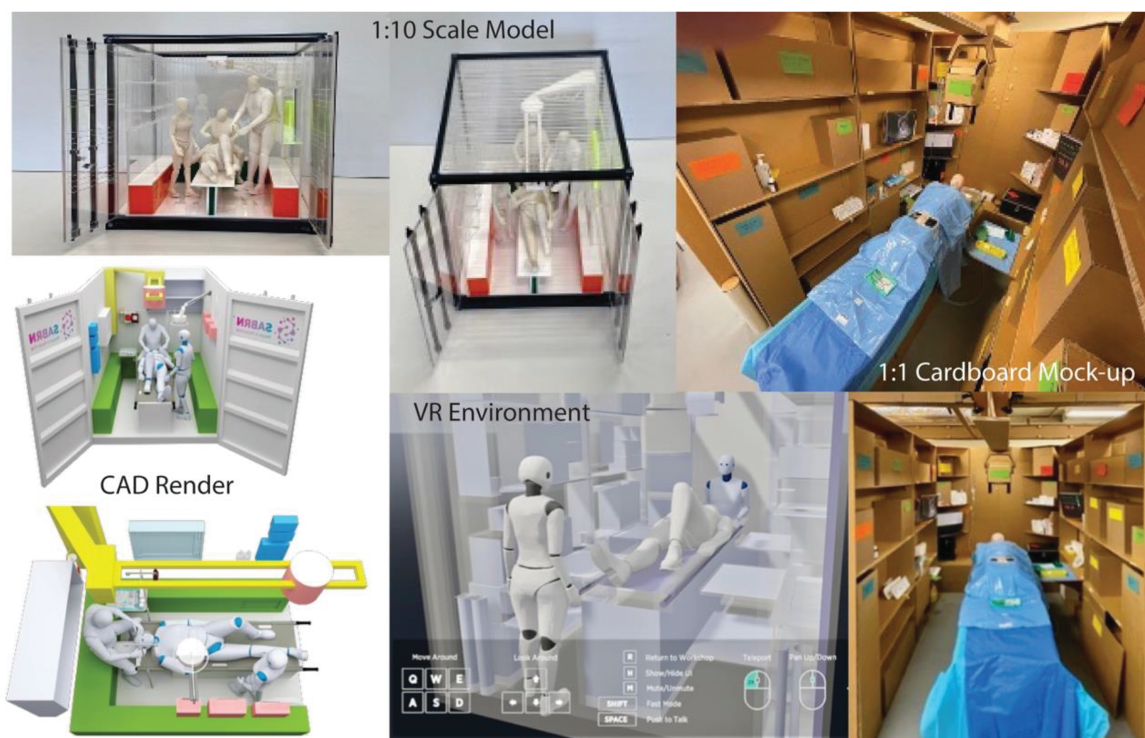 1:10 Scale Model
1:1 Cardboard Mock-up
SABRN
SABRN
CAD Render
VR Environment
Move Around
Q W E
A S D
Look Around
R Return to Workshop
H Show/Hide UI
M Mute/Unmute
SHIFT Fast Mode
SPACE Push to Talk
Teleport
Pan Up/Down